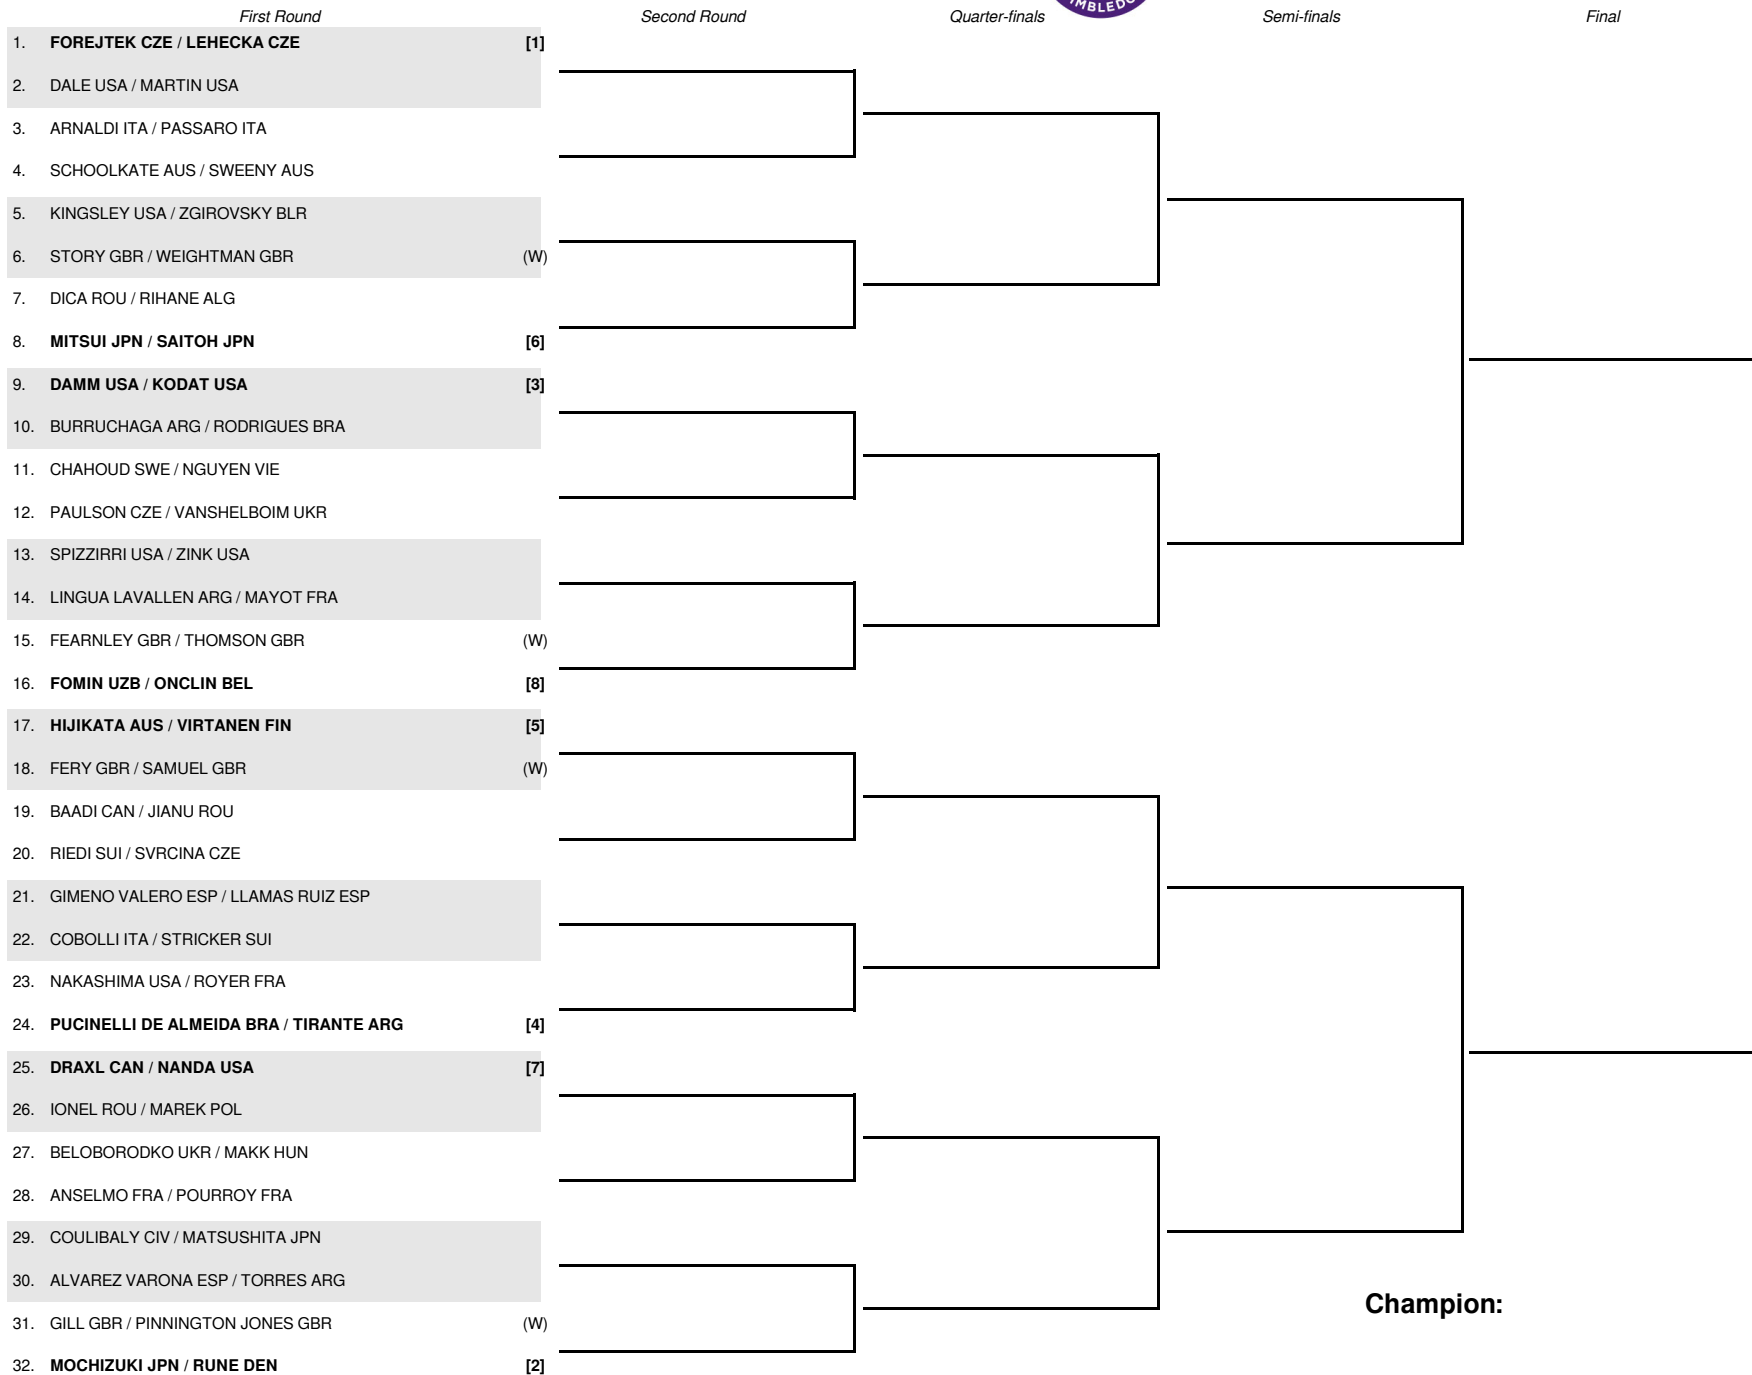 IMBLEDO
First Round Second Round Quarter-finals Semi-finals Final
1. FOREJTEK CZE / LEHECKA CZE [1]
2. DALE USA / MARTIN USA
3. ARNALDI ITA / PASSARO ITA
4. SCHOOLKATE AUS / SWEENY AUS
5. KINGSLEY USA / ZGIROVSKY BLR
6. STORY GBR / WEIGHTMAN GBR (W)
7. DICA ROU / RIHANE ALG
8. MITSUI JPN / SAITOH JPN [6]
9. DAMM USA / KODAT USA [3]
10. BURRUCHAGA ARG / RODRIGUES BRA
11. CHAHOUD SWE / NGUYEN VIE
12. PAULSON CZE / VANSHELBOIM UKR
13. SPIZZIRRI USA / ZINK USA
14. LINGUA LAVALLEN ARG / MAYOT FRA
15. FEARNLEY GBR / THOMSON GBR (W)
16. FOMIN UZB / ONCLIN BEL [8]
17. HIJIKATA AUS / VIRTANEN FIN [5]
18. FERY GBR / SAMUEL GBR (W)
19. BAADI CAN / JIANU ROU
20. RIEDI SUI / SVRCINA CZE
21. GIMENO VALERO ESP / LLAMAS RUIZ ESP
22. COBOLLI ITA / STRICKER SUI
23. NAKASHIMA USA / ROYER FRA
24. PUCINELLI DE ALMEIDA BRA / TIRANTE ARG [4]
25. DRAXL CAN / NANDA USA [7]
26. IONEL ROU / MAREK POL
27. BELOBORODKO UKR / MAKK HUN
28. ANSELMO FRA / POURROY FRA
29. COULIBALY CIV / MATSUSHITA JPN
30. ALVAREZ VARONA ESP / TORRES ARG
Champion:
31. GILL GBR / PINNINGTON JONES GBR (W)
32. MOCHIZUKI JPN / RUNE DEN [2]